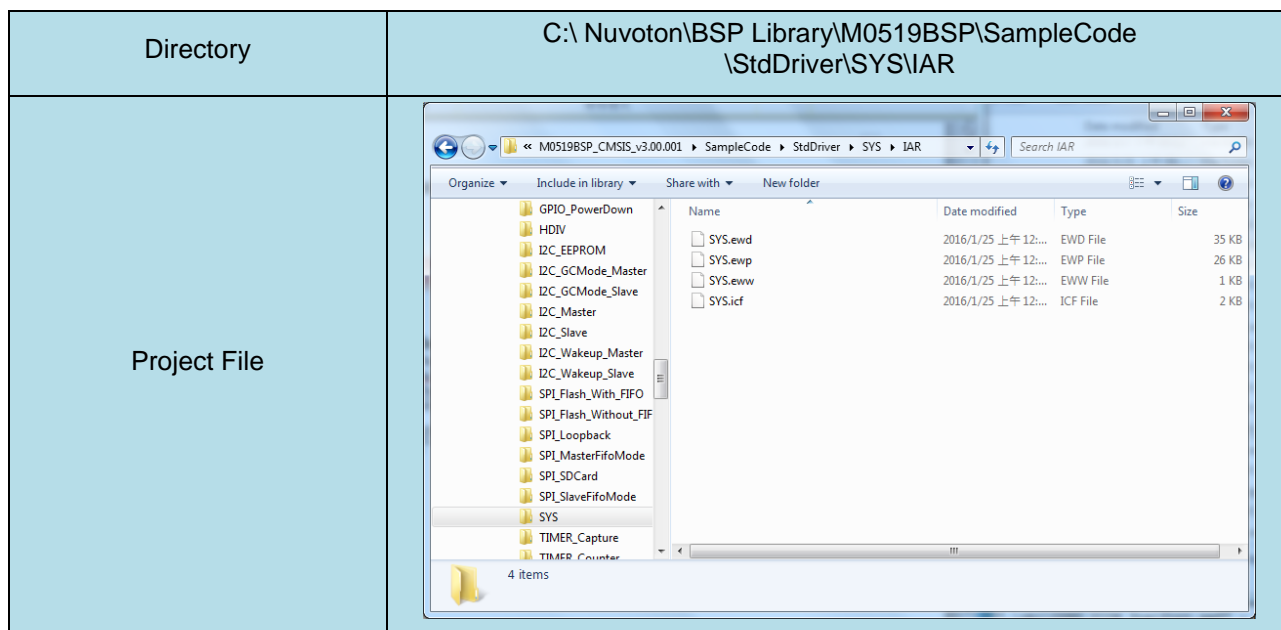 Directory
C:\ Nuvoton\BSP Library\M0519BSP\SampleCode
\StdDriver\SYS\IAR
Project File
« M0519BSP_CMSIS_v3.00.001 ▸ SampleCode ▸ StdDriver ▸ SYS ▸ IAR
Search IAR
Organize ▾ Include in library ▾ Share with ▾ New folder
GPIO_PowerDown
HDIV
I2C_EEPROM
I2C_GCMode_Master
I2C_GCMode_Slave
I2C_Master
I2C_Slave
I2C_Wakeup_Master
I2C_Wakeup_Slave
SPI_Flash_With_FIFO
SPI_Flash_Without_FIF
SPI_Loopback
SPI_MasterFifoMode
SPI_SDCard
SPI_SlaveFifoMode
SYS
TIMER_Capture
TIMER_Counter
Name Date modified Type Size
SYS.ewd 2016/1/25 上午 12:... EWD File 35 KB
SYS.ewp 2016/1/25 上午 12:... EWP File 26 KB
SYS.eww 2016/1/25 上午 12:... EWW File 1 KB
SYS.icf 2016/1/25 上午 12:... ICF File 2 KB
4 items